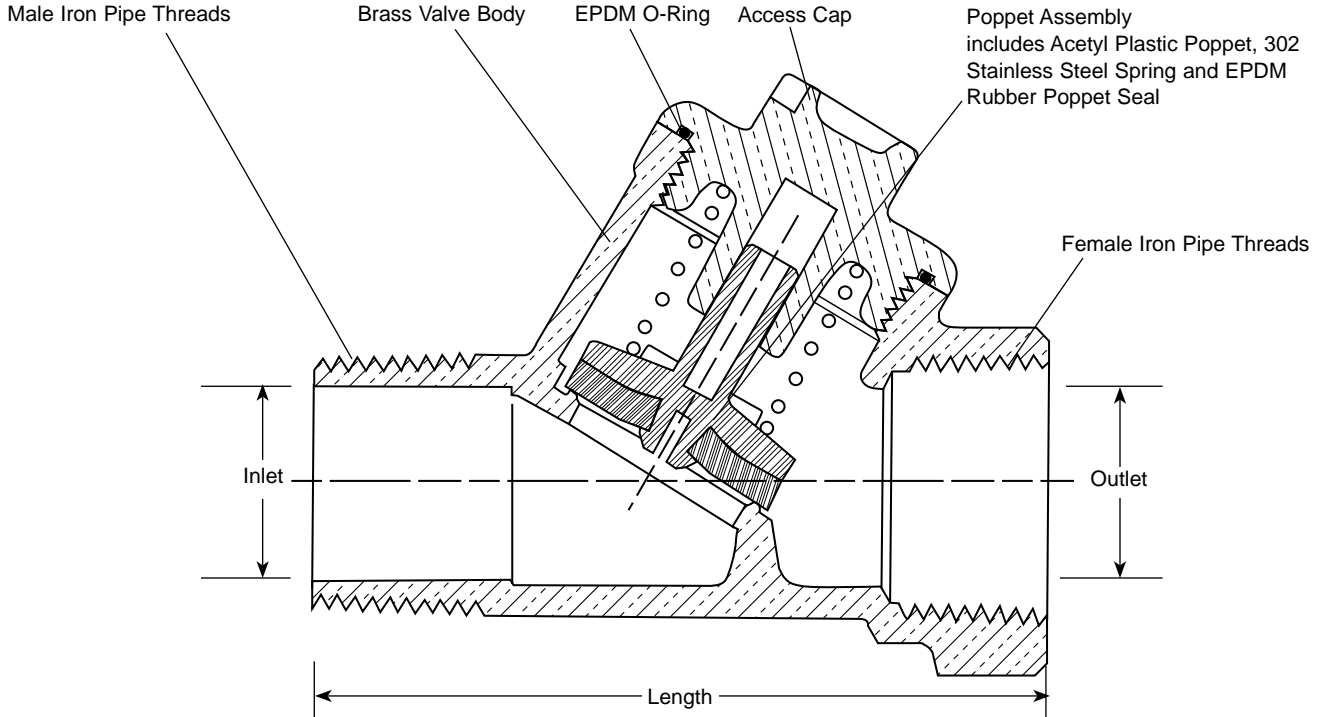 Male Iron Pipe Threads
Brass Valve Body
EPDM O-Ring
Access Cap
Poppet Assembly
includes Acetyl Plastic Poppet, 302
Stainless Steel Spring and EPDM
Rubber Poppet Seal
Female Iron Pipe Threads
Inlet
Outlet
Length